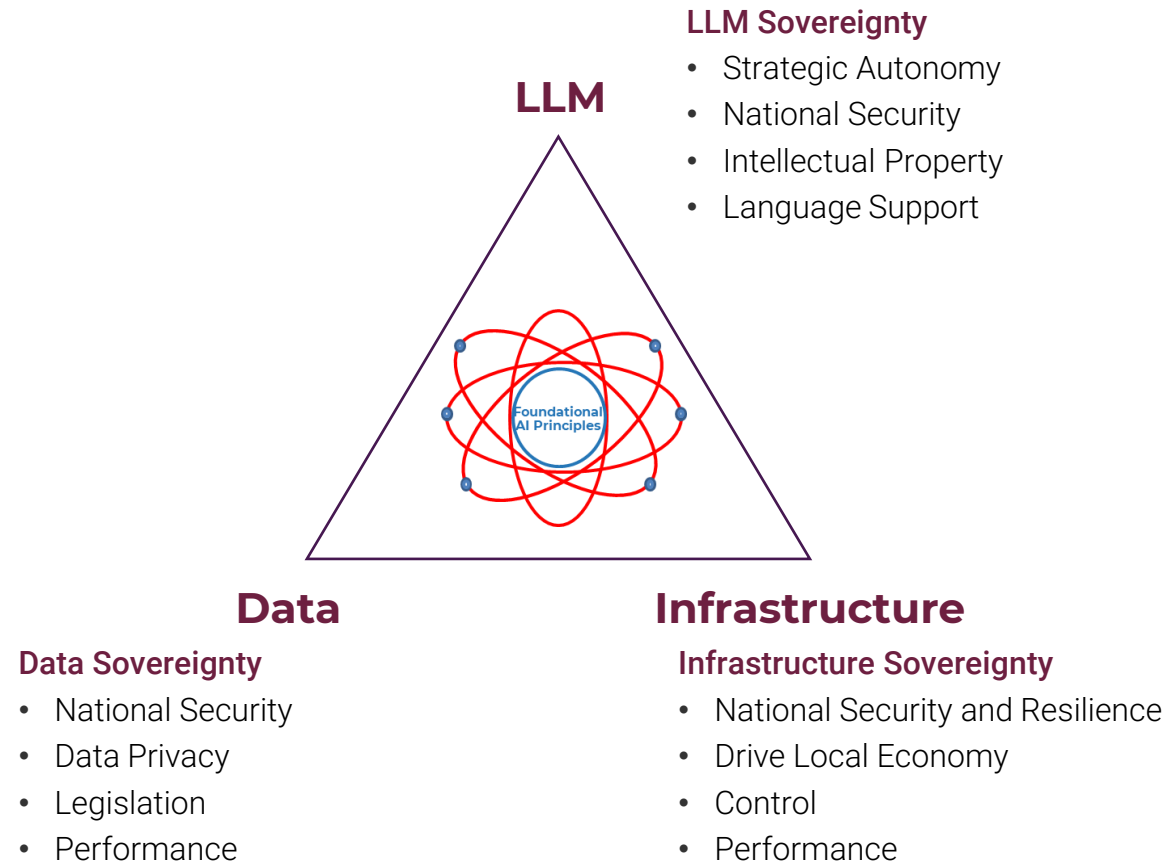 LLM Sovereignty
• Strategic Autonomy
• National Security
• Intellectual Property
• Language Support
LLM
Foundational
AI Principles
Data
Data Sovereignty
• National Security
• Data Privacy
• Legislation
• Performance
Infrastructure
Infrastructure Sovereignty
• National Security and Resilience
• Drive Local Economy
• Control
• Performance